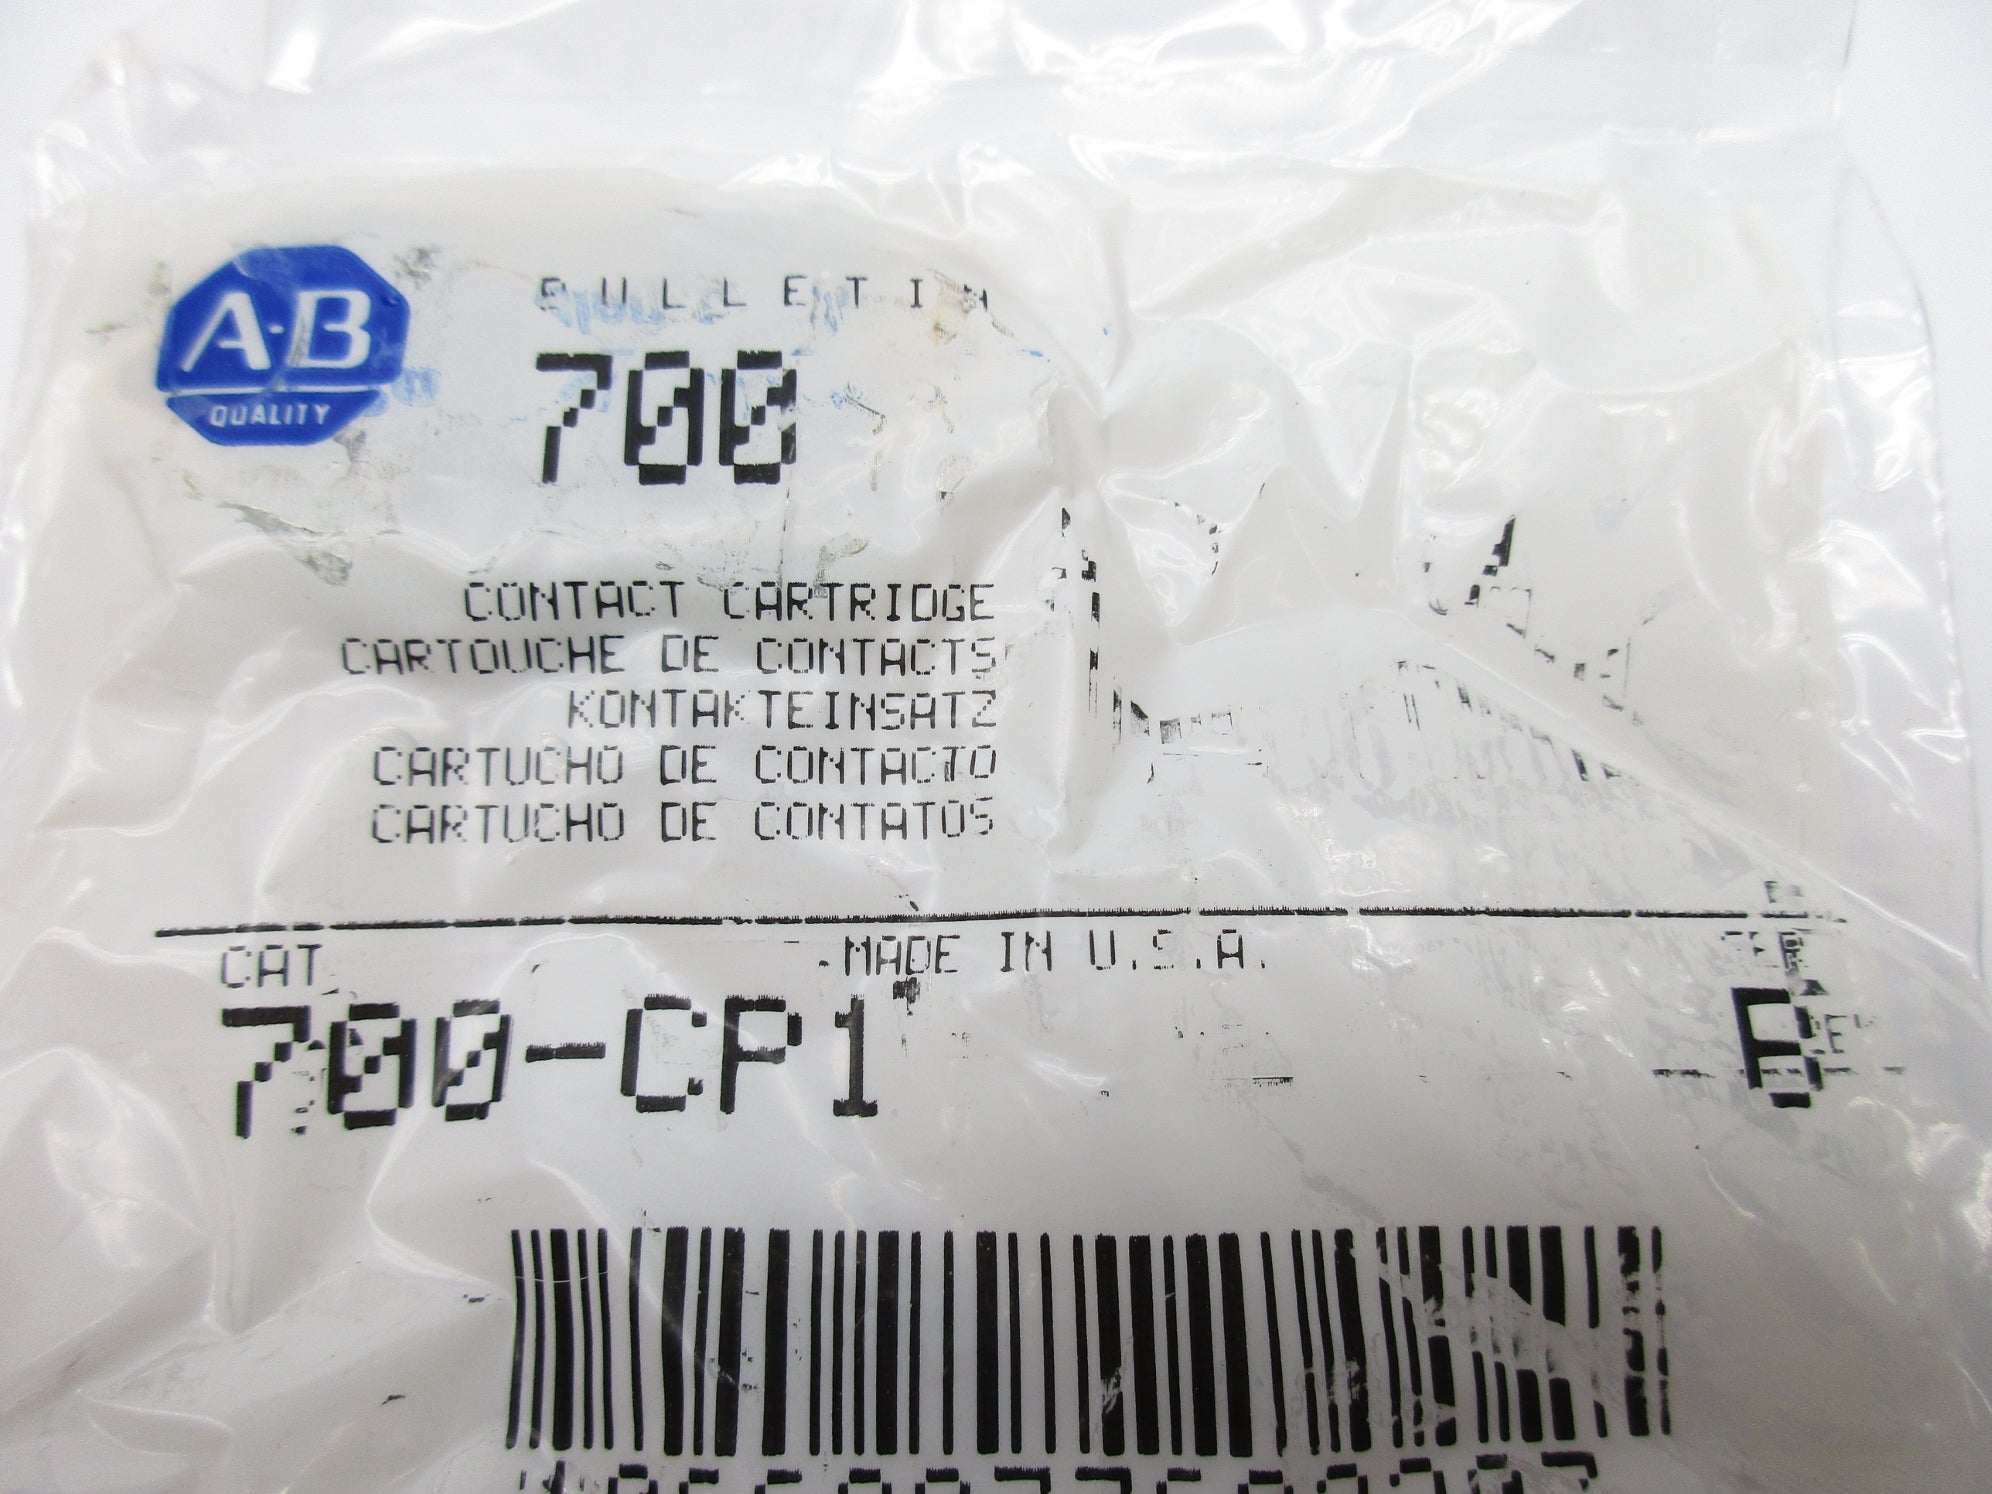 A-B
QUALITY
BULLETIN
700
CONTACT CARTRIDGE
CARTOUCHE DE CONTACTS
KONTAKTEINSATZ
CARTUCHO DE CONTACTO
CARTUCHO DE CONTATOS
CAT
MADE IN U.S.A.
700-CP1